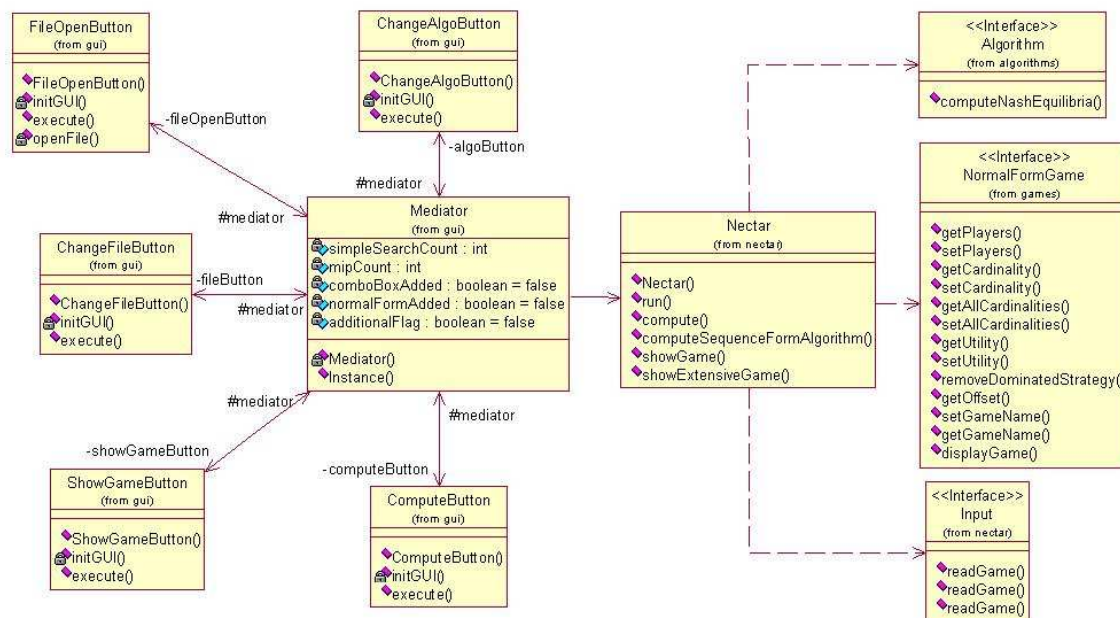 FileOpenButton
(from gui)
FileOpenButton()
initGUI()
execute()
openFile()
-fileOpenButton
#mediator
ChangeAlgoButton
(from gui)
ChangeAlgoButton()
initGUI()
execute()
-algoButton
#mediator
<<Interface>>
Algorithm
(from algorithms)
computeNashEquilibria()
ChangeFileButton
(from gui)
ChangeFileButton()
initGUI()
execute()
-fileButton
#mediator
Mediator
(from gui)
simpleSearchCount : int
mipCount : int
comboBoxAdded : boolean = false
normalFormAdded : boolean = false
additionalFlag : boolean = false
Mediator()
Instance()
Nectar
(from nectar)
Nectar()
run()
compute()
computeSequenceFormAlgorithm()
showGame()
showExtensiveGame()
<<Interface>>
NormalFormGame
(from games)
getPlayers()
setPlayers()
getCardinality()
setCardinality()
getAllCardinalities()
setAllCardinalities()
getUtility()
setUtility()
removeDominatedStrategy()
getOffset()
setGameName()
getGameName()
displayGame()
#mediator
-showGameButton
ShowGameButton
(from gui)
ShowGameButton()
initGUI()
execute()
#mediator
-computeButton
ComputeButton
(from gui)
ComputeButton()
initGUI()
execute()
<<Interface>>
Input
(from nectar)
readGame()
readGame()
readGame()